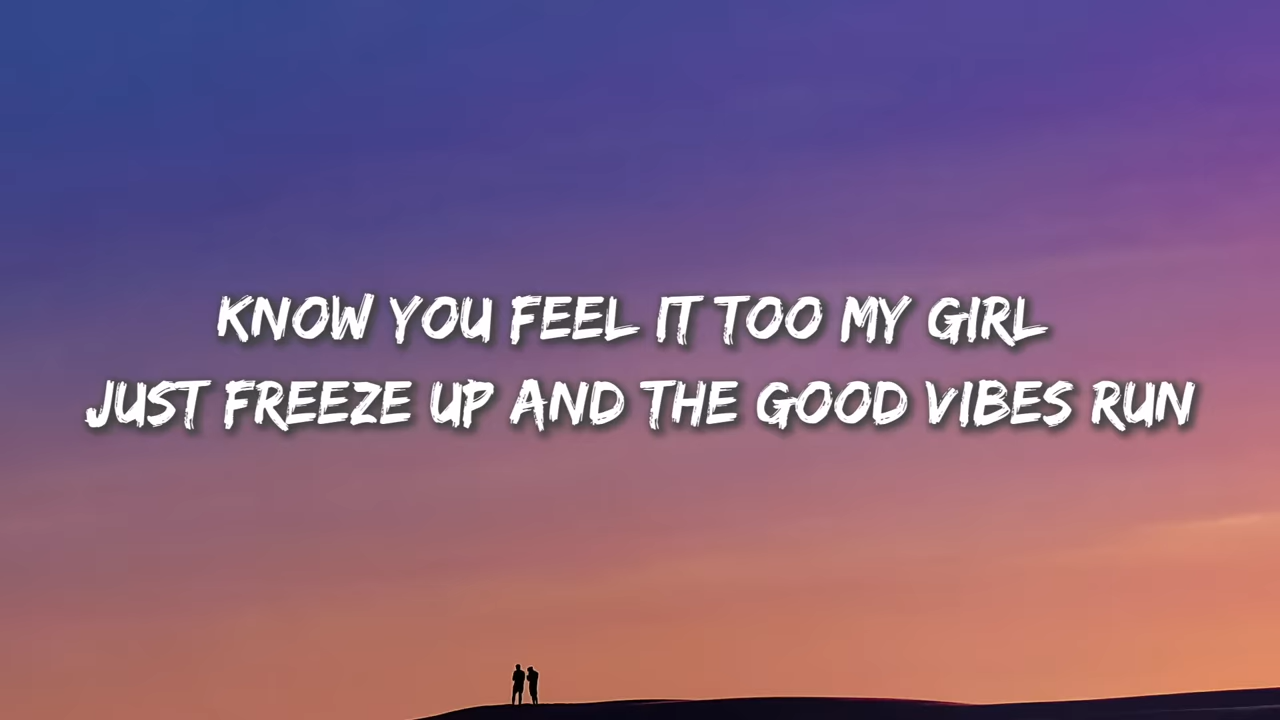 KNOW YOU FEEL IT TOO MY GIRL
JUST FREEZE UP AND THE GOOD VIBES RUN